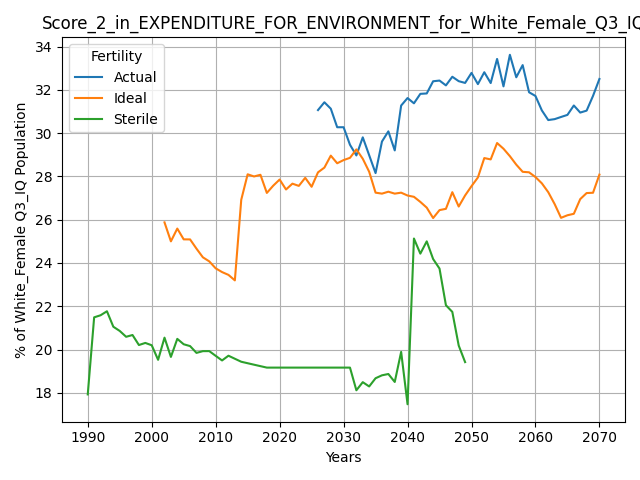 Score_2_in_EXPENDITURE_FOR_ENVIRONMENT_for_White_Female_Q3_IQ
Fertility
Actual
Ideal
Sterile
% of White_Female Q3_IQ Population
34
32
30
28
26
24
22
20
18
1990 2000 2010 2020 2030 2040 2050 2060 2070
Years